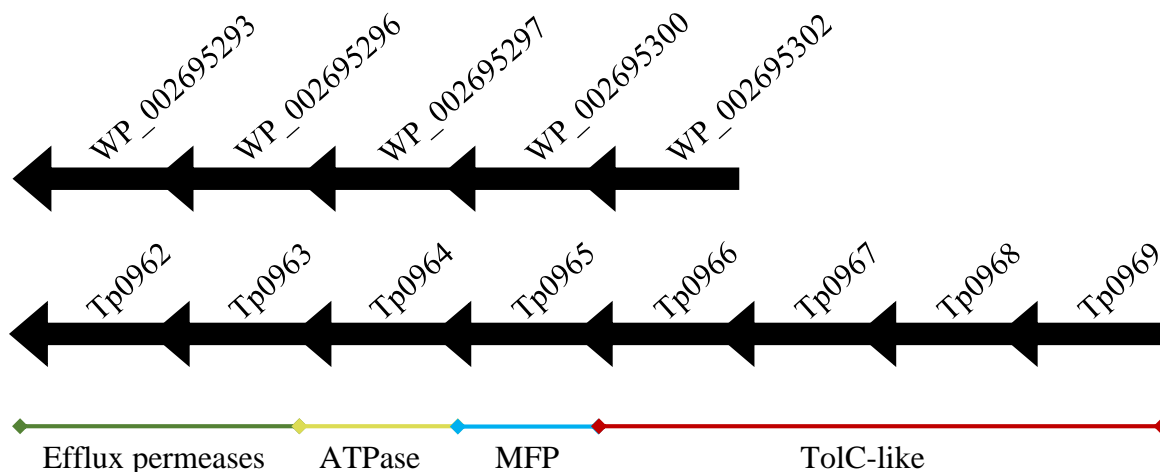 WP_002695293
WP_002695296
WP_002695297
WP_002695300
WP_002695302
Tp0962
Tp0963
Tp0964
Tp0965
Tp0966
Tp0967
Tp0968
Tp0969
Efflux permeases
ATPase
MFP
TolC-like